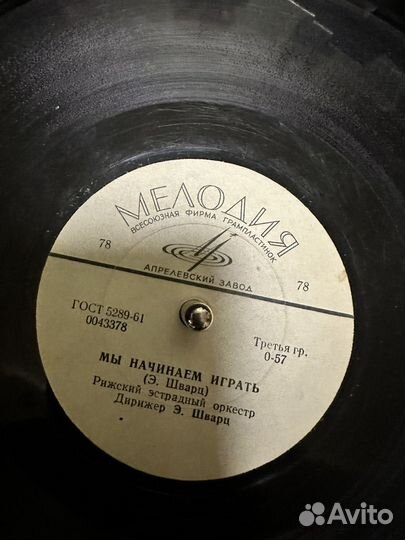 МЕЛОДИЯ
ВСЕСОЮЗНАЯ ФИРМА ГРАМПЛАСТИНОК
78
78
АПРЕЛЕВСКИЙ ЗАВОД
ГОСТ 5289-61
0043378
Третья гр.
0-57
МЫ НАЧИНАЕМ ИГРАТЬ
(Э. Шварц)
Рижский эстрадный оркестр
Дирижер Э. Шварц
Avito